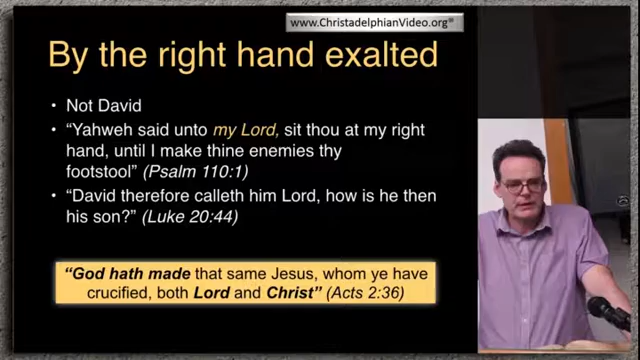 www.ChristadelphianVideo.org®
By the right hand exalted
• Not David
• “Yahweh said unto my Lord, sit thou at my right
hand, until I make thine enemies thy
footstool” (Psalm 110:1)
• “David therefore calleth him Lord, how is he then
his son?” (Luke 20:44)
“God hath made that same Jesus, whom ye have
crucified, both Lord and Christ” (Acts 2:36)